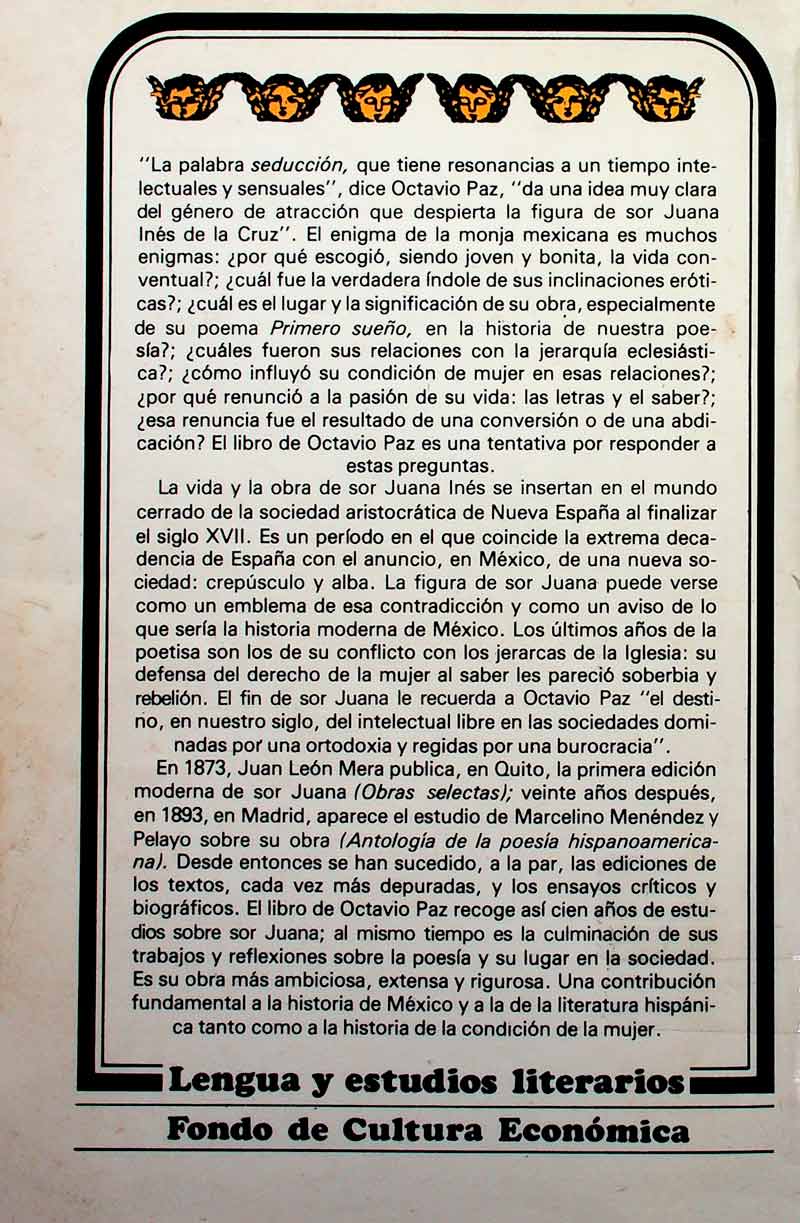 "La palabra seducción, que tiene resonancias a un tiempo inte-
lectuales y sensuales", dice Octavio Paz, "da una idea muy clara
del género de atracción que despierta la figura de sor Juana
Inés de la Cruz". El enigma de la monja mexicana es muchos
enigmas: ¿por qué escogió, siendo joven y bonita, la vida con-
ventual?; ¿cuál fue la verdadera índole de sus inclinaciones eróti-
cas?; ¿cuál es el lugar y la significación de su obra, especialmente
de su poema Primero sueño, en la historia de nuestra poe-
sía?; ¿cuáles fueron sus relaciones con la jerarquía eclesiásti-
ca?; ¿cómo influyó su condición de mujer en esas relaciones?;
¿por qué renunció a la pasión de su vida: las letras y el saber?;
¿esa renuncia fue el resultado de una conversión o de una abdi-
cación? El libro de Octavio Paz es una tentativa por responder a
estas preguntas.
La vida y la obra de sor Juana Inés se insertan en el mundo
cerrado de la sociedad aristocrática de Nueva España al finalizar
el siglo XVII. Es un período en el que coincide la extrema deca-
dencia de España con el anuncio, en México, de una nueva so-
ciedad: crepúsculo y alba. La figura de sor Juana puede verse
como un emblema de esa contradicción y como un aviso de lo
que sería la historia moderna de México. Los últimos años de la
poetisa son los de su conflicto con los jerarcas de la Iglesia: su
defensa del derecho de la mujer al saber les pareció soberbia y
rebelión. El fin de sor Juana le recuerda a Octavio Paz "el desti-
no, en nuestro siglo, del intelectual libre en las sociedades domi-
nadas por una ortodoxia y regidas por una burocracia".
En 1873, Juan León Mera publica, en Quito, la primera edición
moderna de sor Juana (Obras selectas); veinte años después,
en 1893, en Madrid, aparece el estudio de Marcelino Menéndez y
Pelayo sobre su obra (Antología de la poesía hispanoamerica-
na). Desde entonces se han sucedido, a la par, las ediciones de
los textos, cada vez más depuradas, y los ensayos críticos y
biográficos. El libro de Octavio Paz recoge así cien años de estu-
dios sobre sor Juana; al mismo tiempo es la culminación de sus
trabajos y reflexiones sobre la poesía y su lugar en la sociedad.
Es su obra más ambiciosa, extensa y rigurosa. Una contribución
fundamental a la historia de México y a la de la literatura hispáni-
ca tanto como a la historia de la condición de la mujer.
Lengua y estudios literarios
Fondo de Cultura Económica